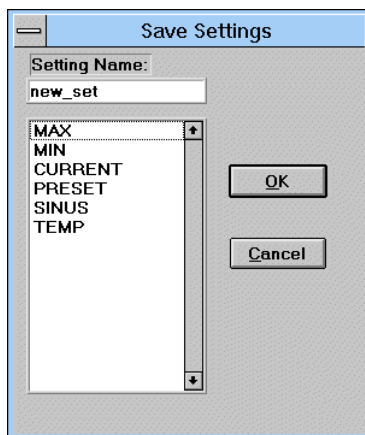 Save Settings
Setting Name:
new_set
MAX
MIN
CURRENT
PRESET
SINUS
TEMP
OK
Cancel